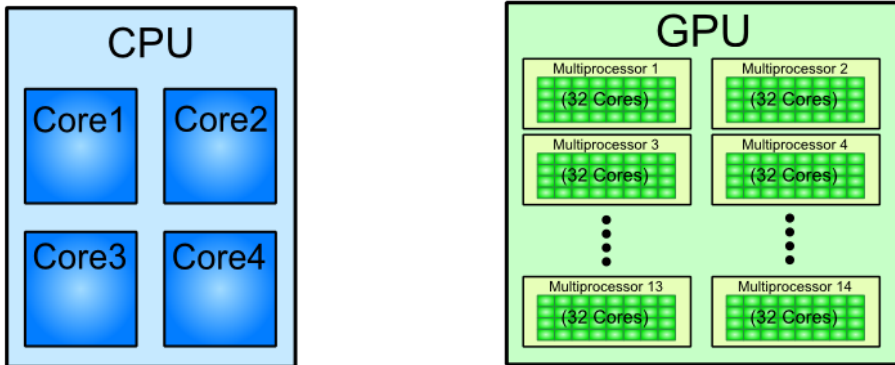 CPU
Core1
Core2
Core3
Core4
GPU
Multiprocessor 1
(32 Cores)
Multiprocessor 2
(32 Cores)
Multiprocessor 3
(32 Cores)
Multiprocessor 4
(32 Cores)
Multiprocessor 13
(32 Cores)
Multiprocessor 14
(32 Cores)